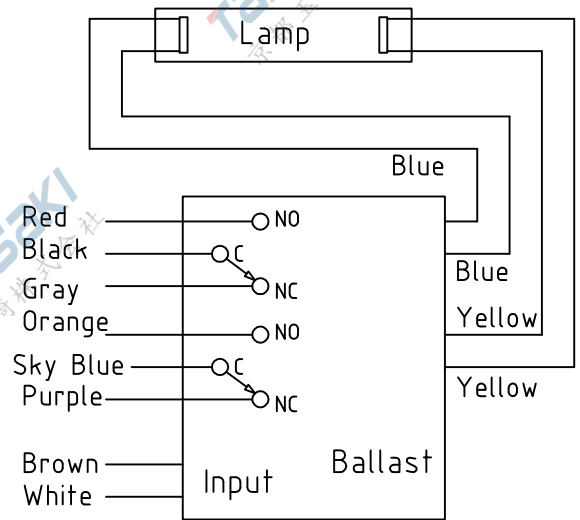 Lamp
Blue
Red
NO
Black
C
Gray
NC
Orange
NO
Blue
Yellow
Sky Blue
C
Purple
NC
Yellow
Brown
Input
Ballast
White